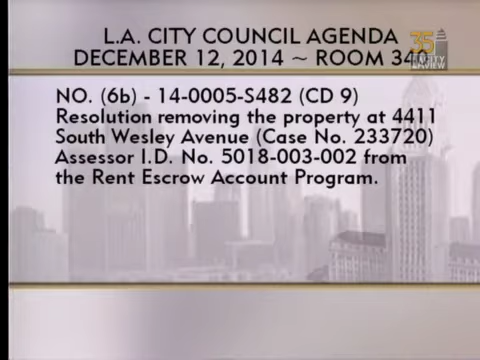 L.A. CITY COUNCIL AGENDA
DECEMBER 12, 2014 ~ ROOM 340
NO. (6b) - 14-0005-S482 (CD 9)
Resolution removing the property at 4411
South Wesley Avenue (Case No. 233720)
Assessor I.D. No. 5018-003-002 from
the Rent Escrow Account Program.
35